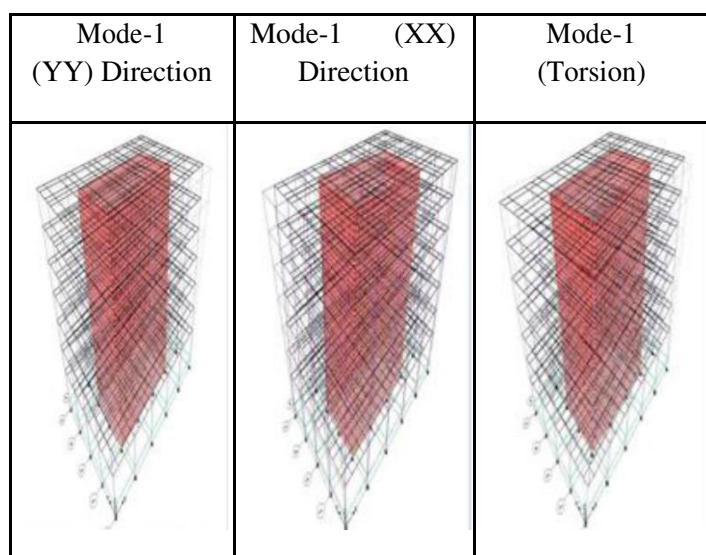 Mode-1
(YY) Direction
Mode-1 (XX)
Direction
Mode-1
(Torsion)